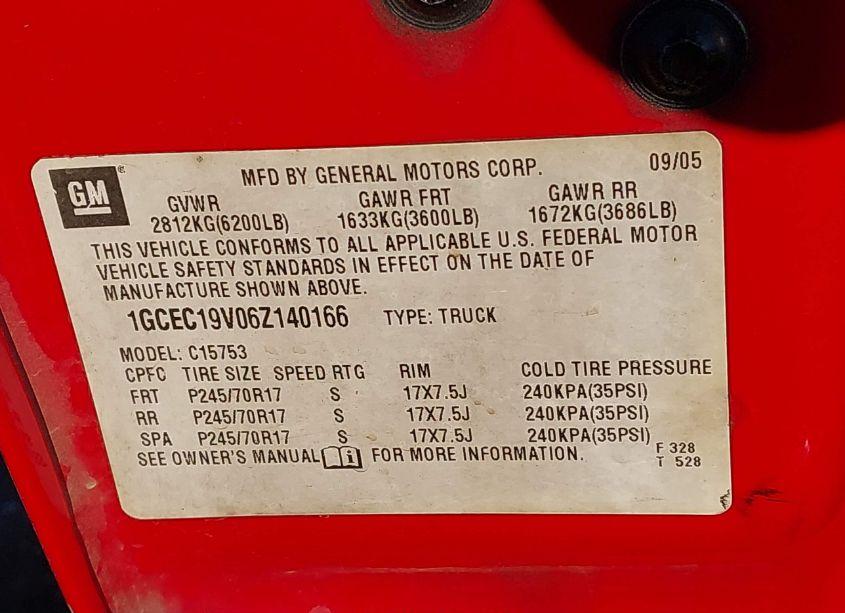 GM
MFD BY GENERAL MOTORS CORP. 09/05
GVWR GAWR FRT GAWR RR
2812KG(6200LB) 1633KG(3600LB) 1672KG(3686LB)
THIS VEHICLE CONFORMS TO ALL APPLICABLE U.S. FEDERAL MOTOR
VEHICLE SAFETY STANDARDS IN EFFECT ON THE DATE OF
MANUFACTURE SHOWN ABOVE.
1GCEC19V06Z140166 TYPE: TRUCK
MODEL: C15753
CPFC TIRE SIZE SPEED RTG RIM COLD TIRE PRESSURE
FRT P245/70R17 S 17X7.5J 240KPA(35PSI)
RR P245/70R17 S 17X7.5J 240KPA(35PSI)
SPA P245/70R17 S 17X7.5J 240KPA(35PSI)
SEE OWNER'S MANUAL i FOR MORE INFORMATION. F 328
T 528